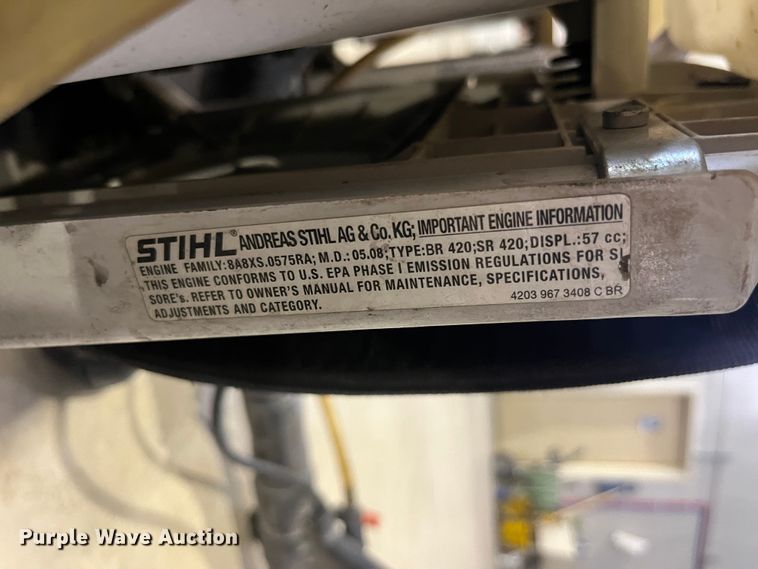 STIHL® ANDREAS STIHL AG & Co. KG; IMPORTANT ENGINE INFORMATION
ENGINE FAMILY:8A8XS.0575RA; M.D.: 05.08;TYPE:BR 420;SR 420;DISPL.:57 cc;
THIS ENGINE CONFORMS TO U.S. EPA PHASE I EMISSION REGULATIONS FOR SI
SORE's. REFER TO OWNER'S MANUAL FOR MAINTENANCE, SPECIFICATIONS,
ADJUSTMENTS AND CATEGORY.
4203 967 3408 C BR
Purple Wave Auction